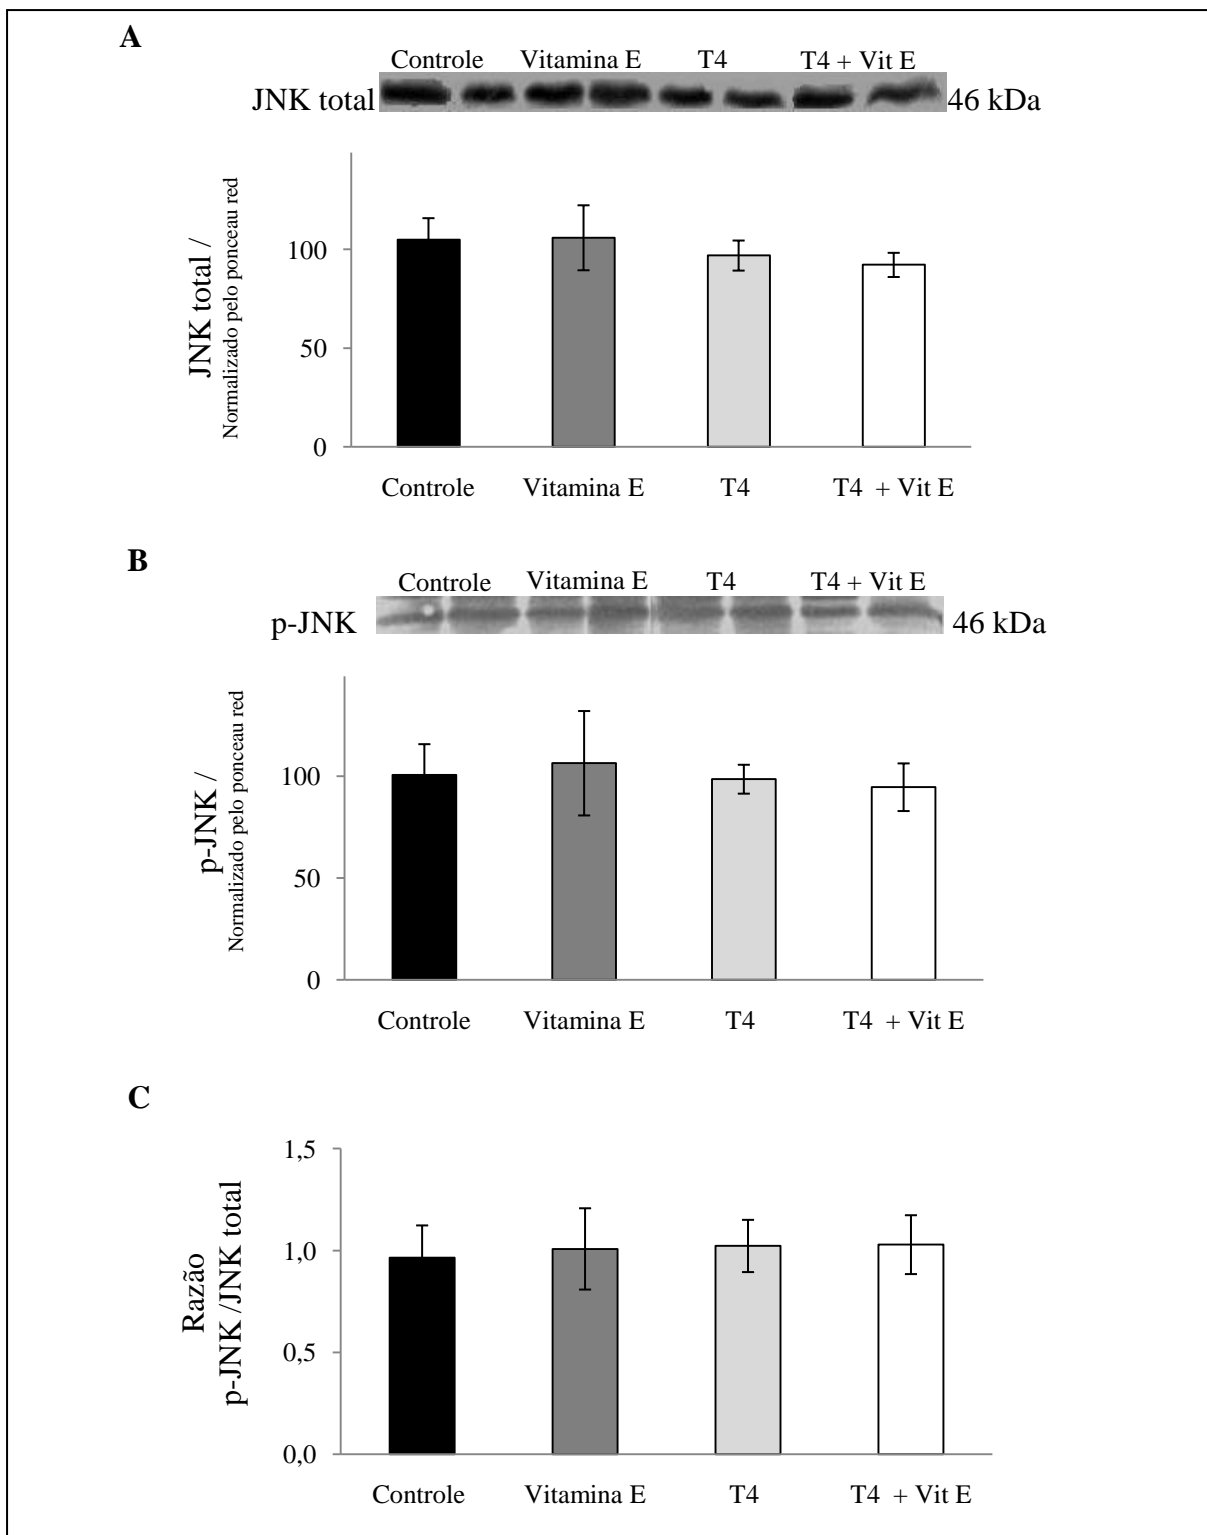 A
Controle Vitamina E T4 T4 + Vit E
JNK total 46 kDa
JNK total /
Normalizado pelo ponceau red
100
50
0
Controle Vitamina E T4 T4 + Vit E
B
Controle Vitamina E T4 T4 + Vit E
p-JNK 46 kDa
p-JNK /
Normalizado pelo ponceau red
100
50
0
Controle Vitamina E T4 T4 + Vit E
C
Razão
p-JNK /JNK total
1,5
1,0
0,5
0,0
Controle Vitamina E T4 T4 + Vit E